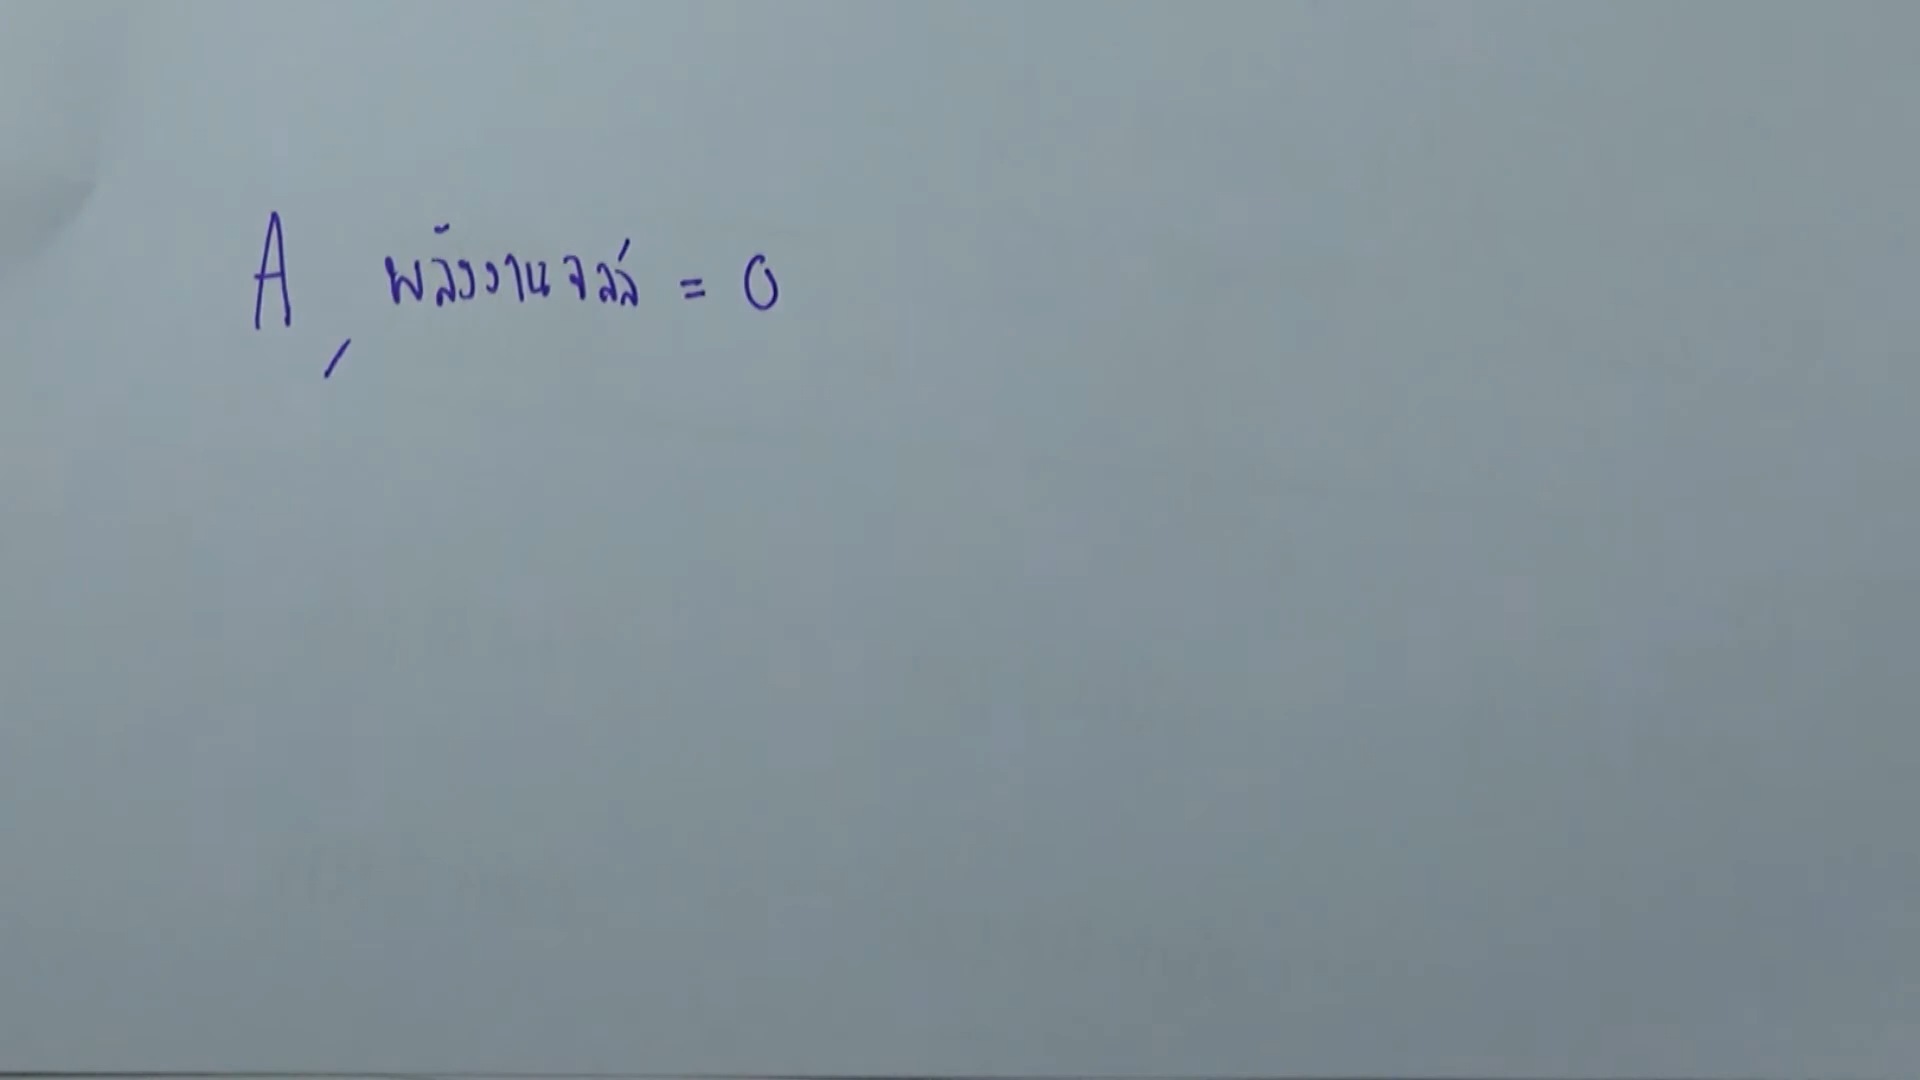 A, พลังงานจลน์ = 0